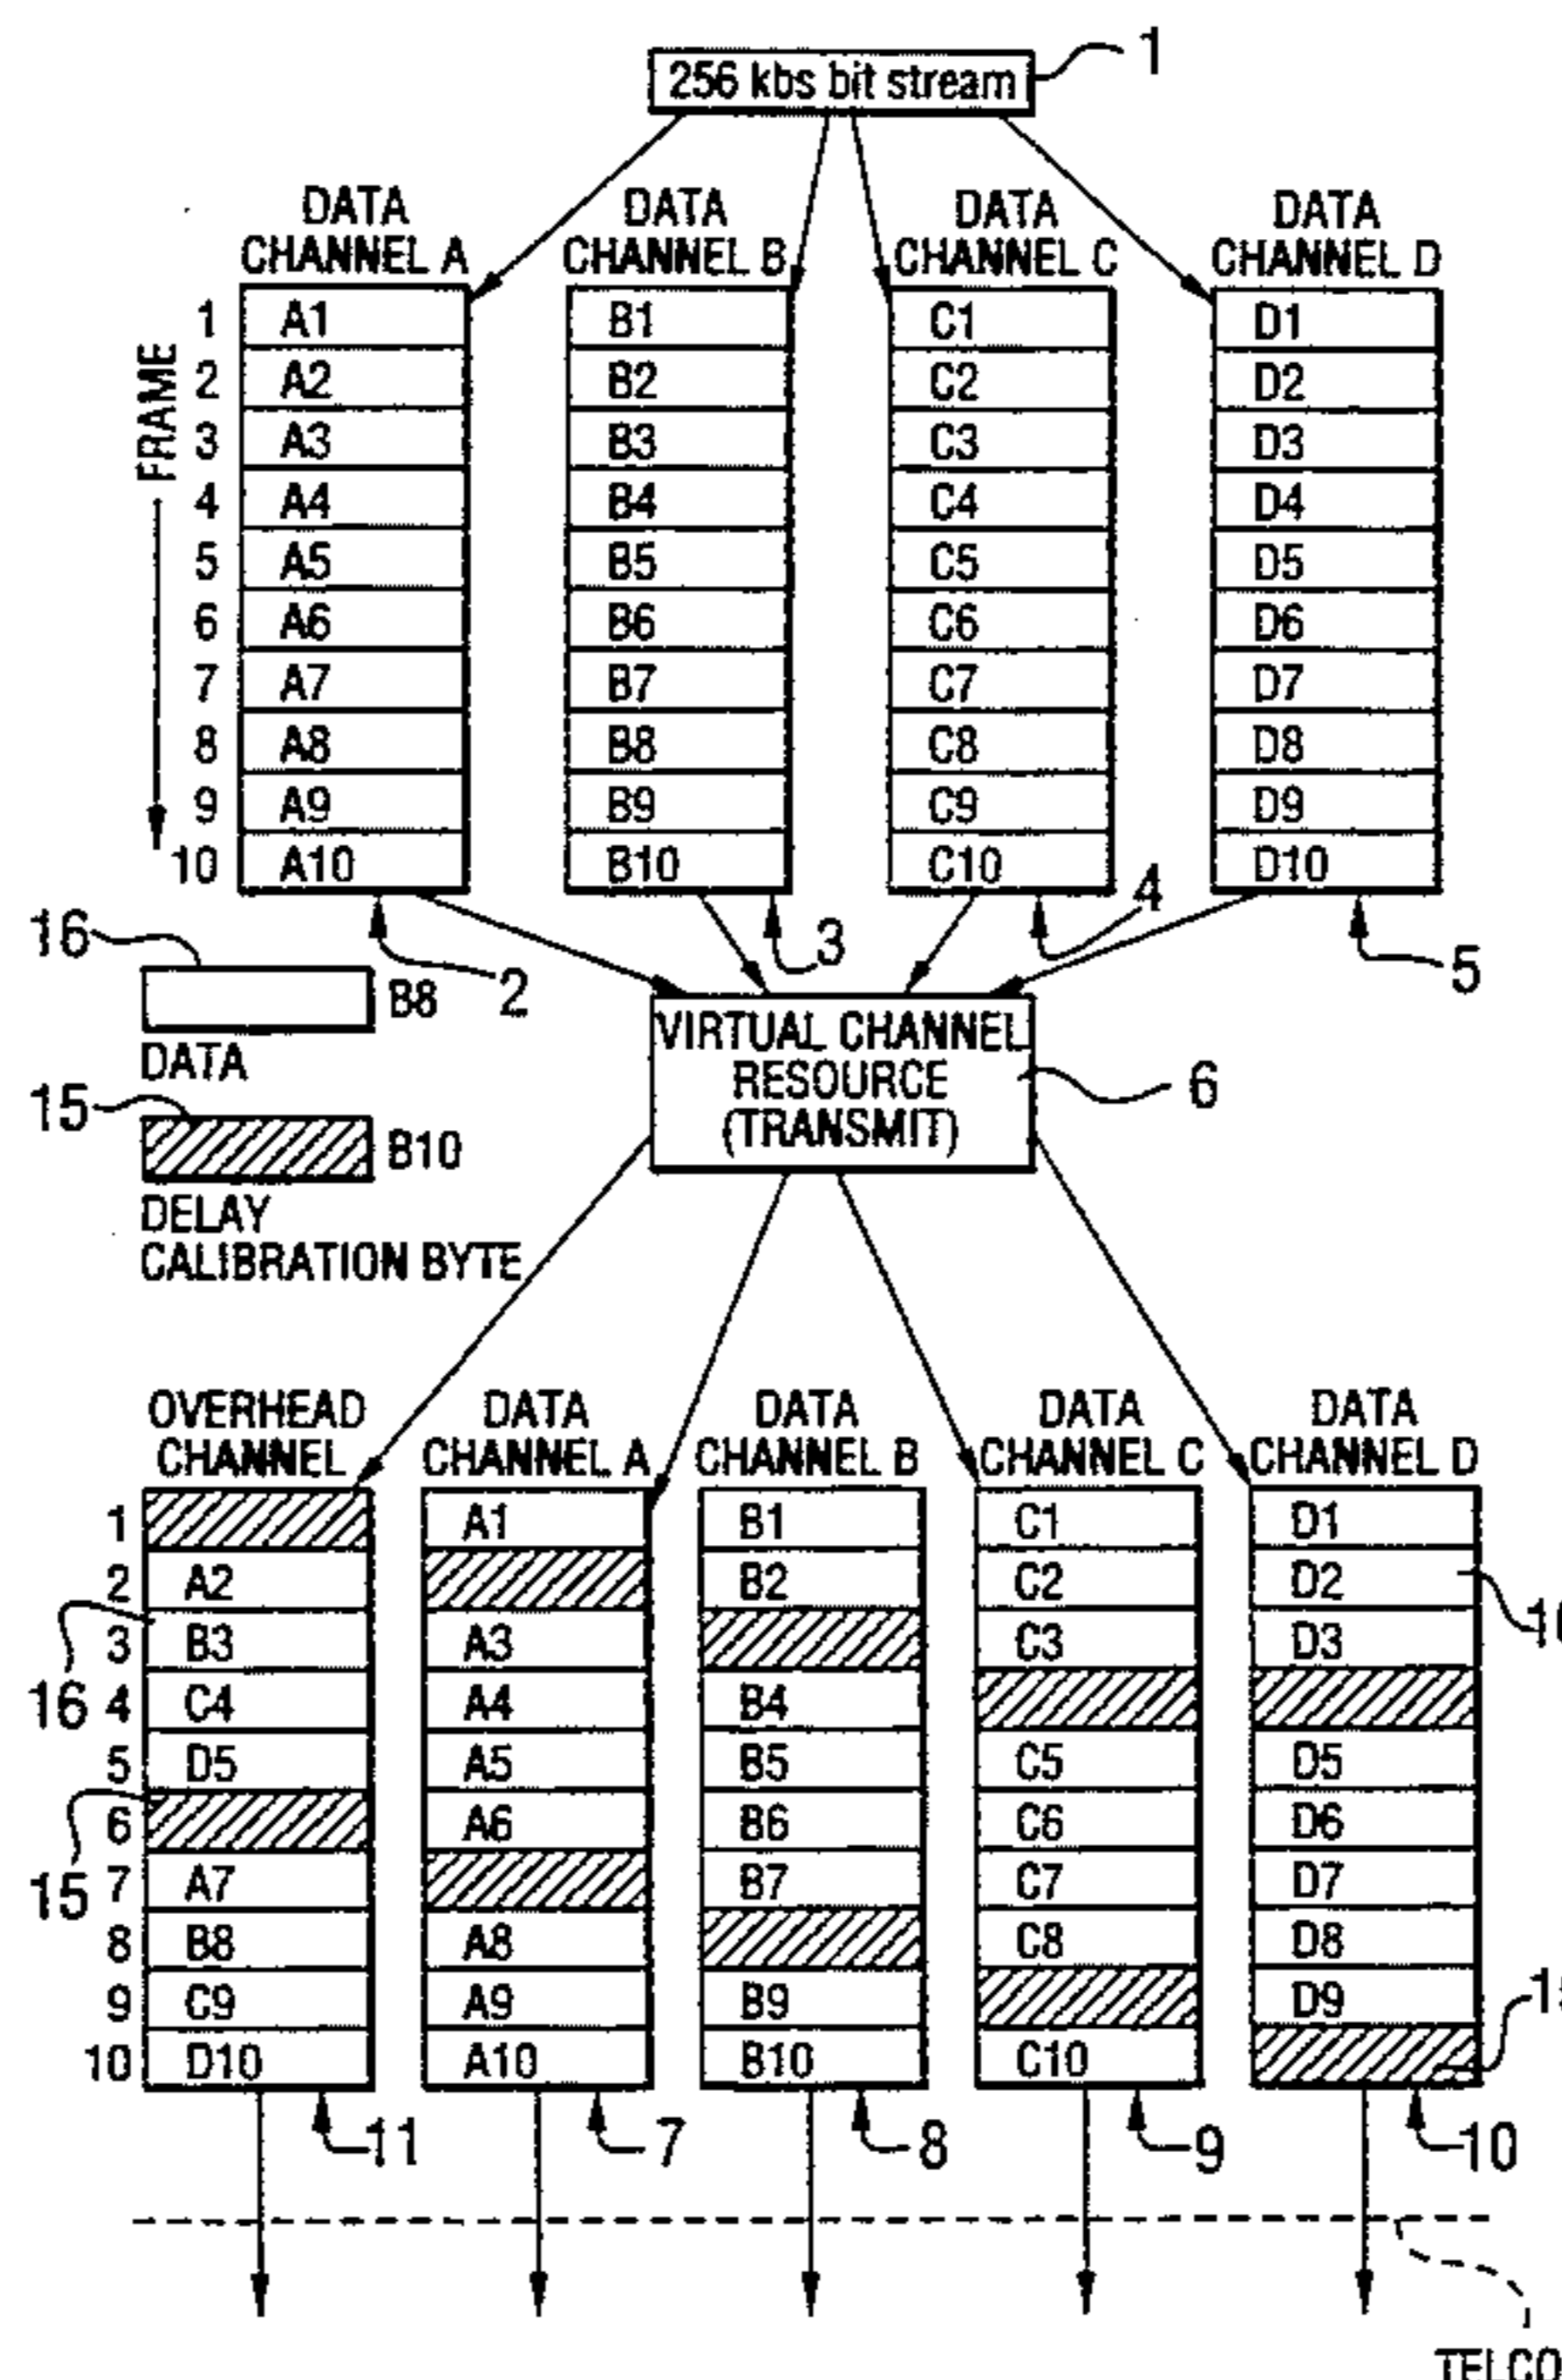 1
256 kbs bit stream
DATA CHANNEL A
DATA CHANNEL B
DATA CHANNEL C
DATA CHANNEL D
FRAME
1 A1 B1 C1 D1
2 A2 B2 C2 D2
3 A3 B3 C3 D3
4 A4 B4 C4 D4
5 A5 B5 C5 D5
6 A6 B6 C6 D6
7 A7 B7 C7 D7
8 A8 B8 C8 D8
9 A9 B9 C9 D9
10 A10 B10 C10 D10
2 3 4 5
16
B8
DATA
15
B10
DELAY
CALIBRATION BYTE
VIRTUAL CHANNEL
RESOURCE
(TRANSMIT)
6
OVERHEAD CHANNEL
DATA CHANNEL A
DATA CHANNEL B
DATA CHANNEL C
DATA CHANNEL D
1 A1 B1 C1 D1
2 A2 B2 C2 D2
3 B3 A3 C3 D3
16
16
4 C4 A4 B4
5 D5 A5 B5 C5 D5
6 A6 B6 C6 D6
15
7 A7 B7 C7 D7
8 B8 A8 C8 D8
9 C9 A9 B9 D9
15
10 D10 A10 B10 C10
11 7 8 9 10
TELCO